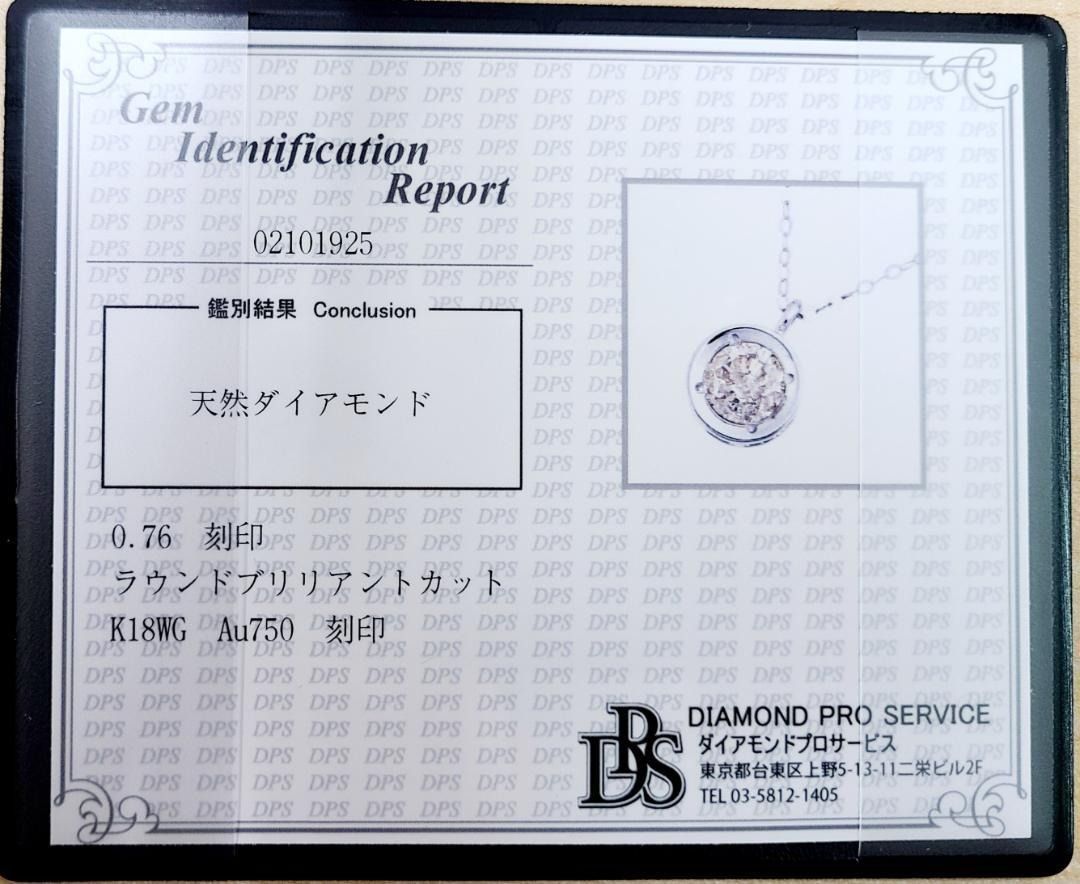 Gem
Identification
Report
02101925
鑑別結果 Conclusion
天然ダイアモンド
0.76 刻印
ラウンドブリリアントカット
K18WG Au750 刻印
DPS
DIAMOND PRO SERVICE
ダイアモンドプロサービス
東京都台東区上野5-13-11二栄ビル2F
TEL 03-5812-1405